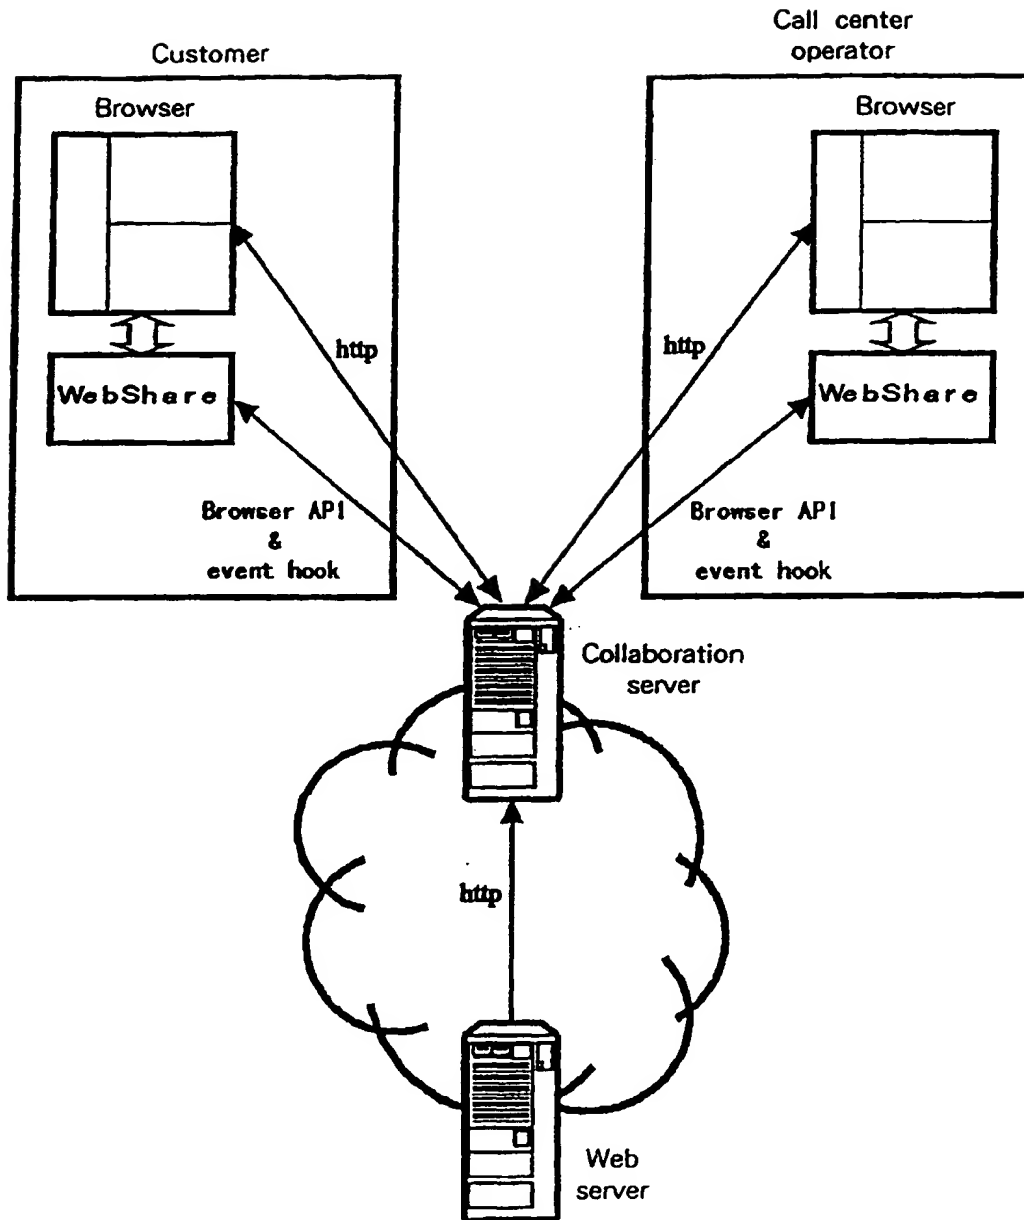 Customer
Call center
operator
Browser
Browser
http
http
WebShare
WebShare
Browser API
&
event hook
Browser API
&
event hook
Collaboration
server
http
Web
server